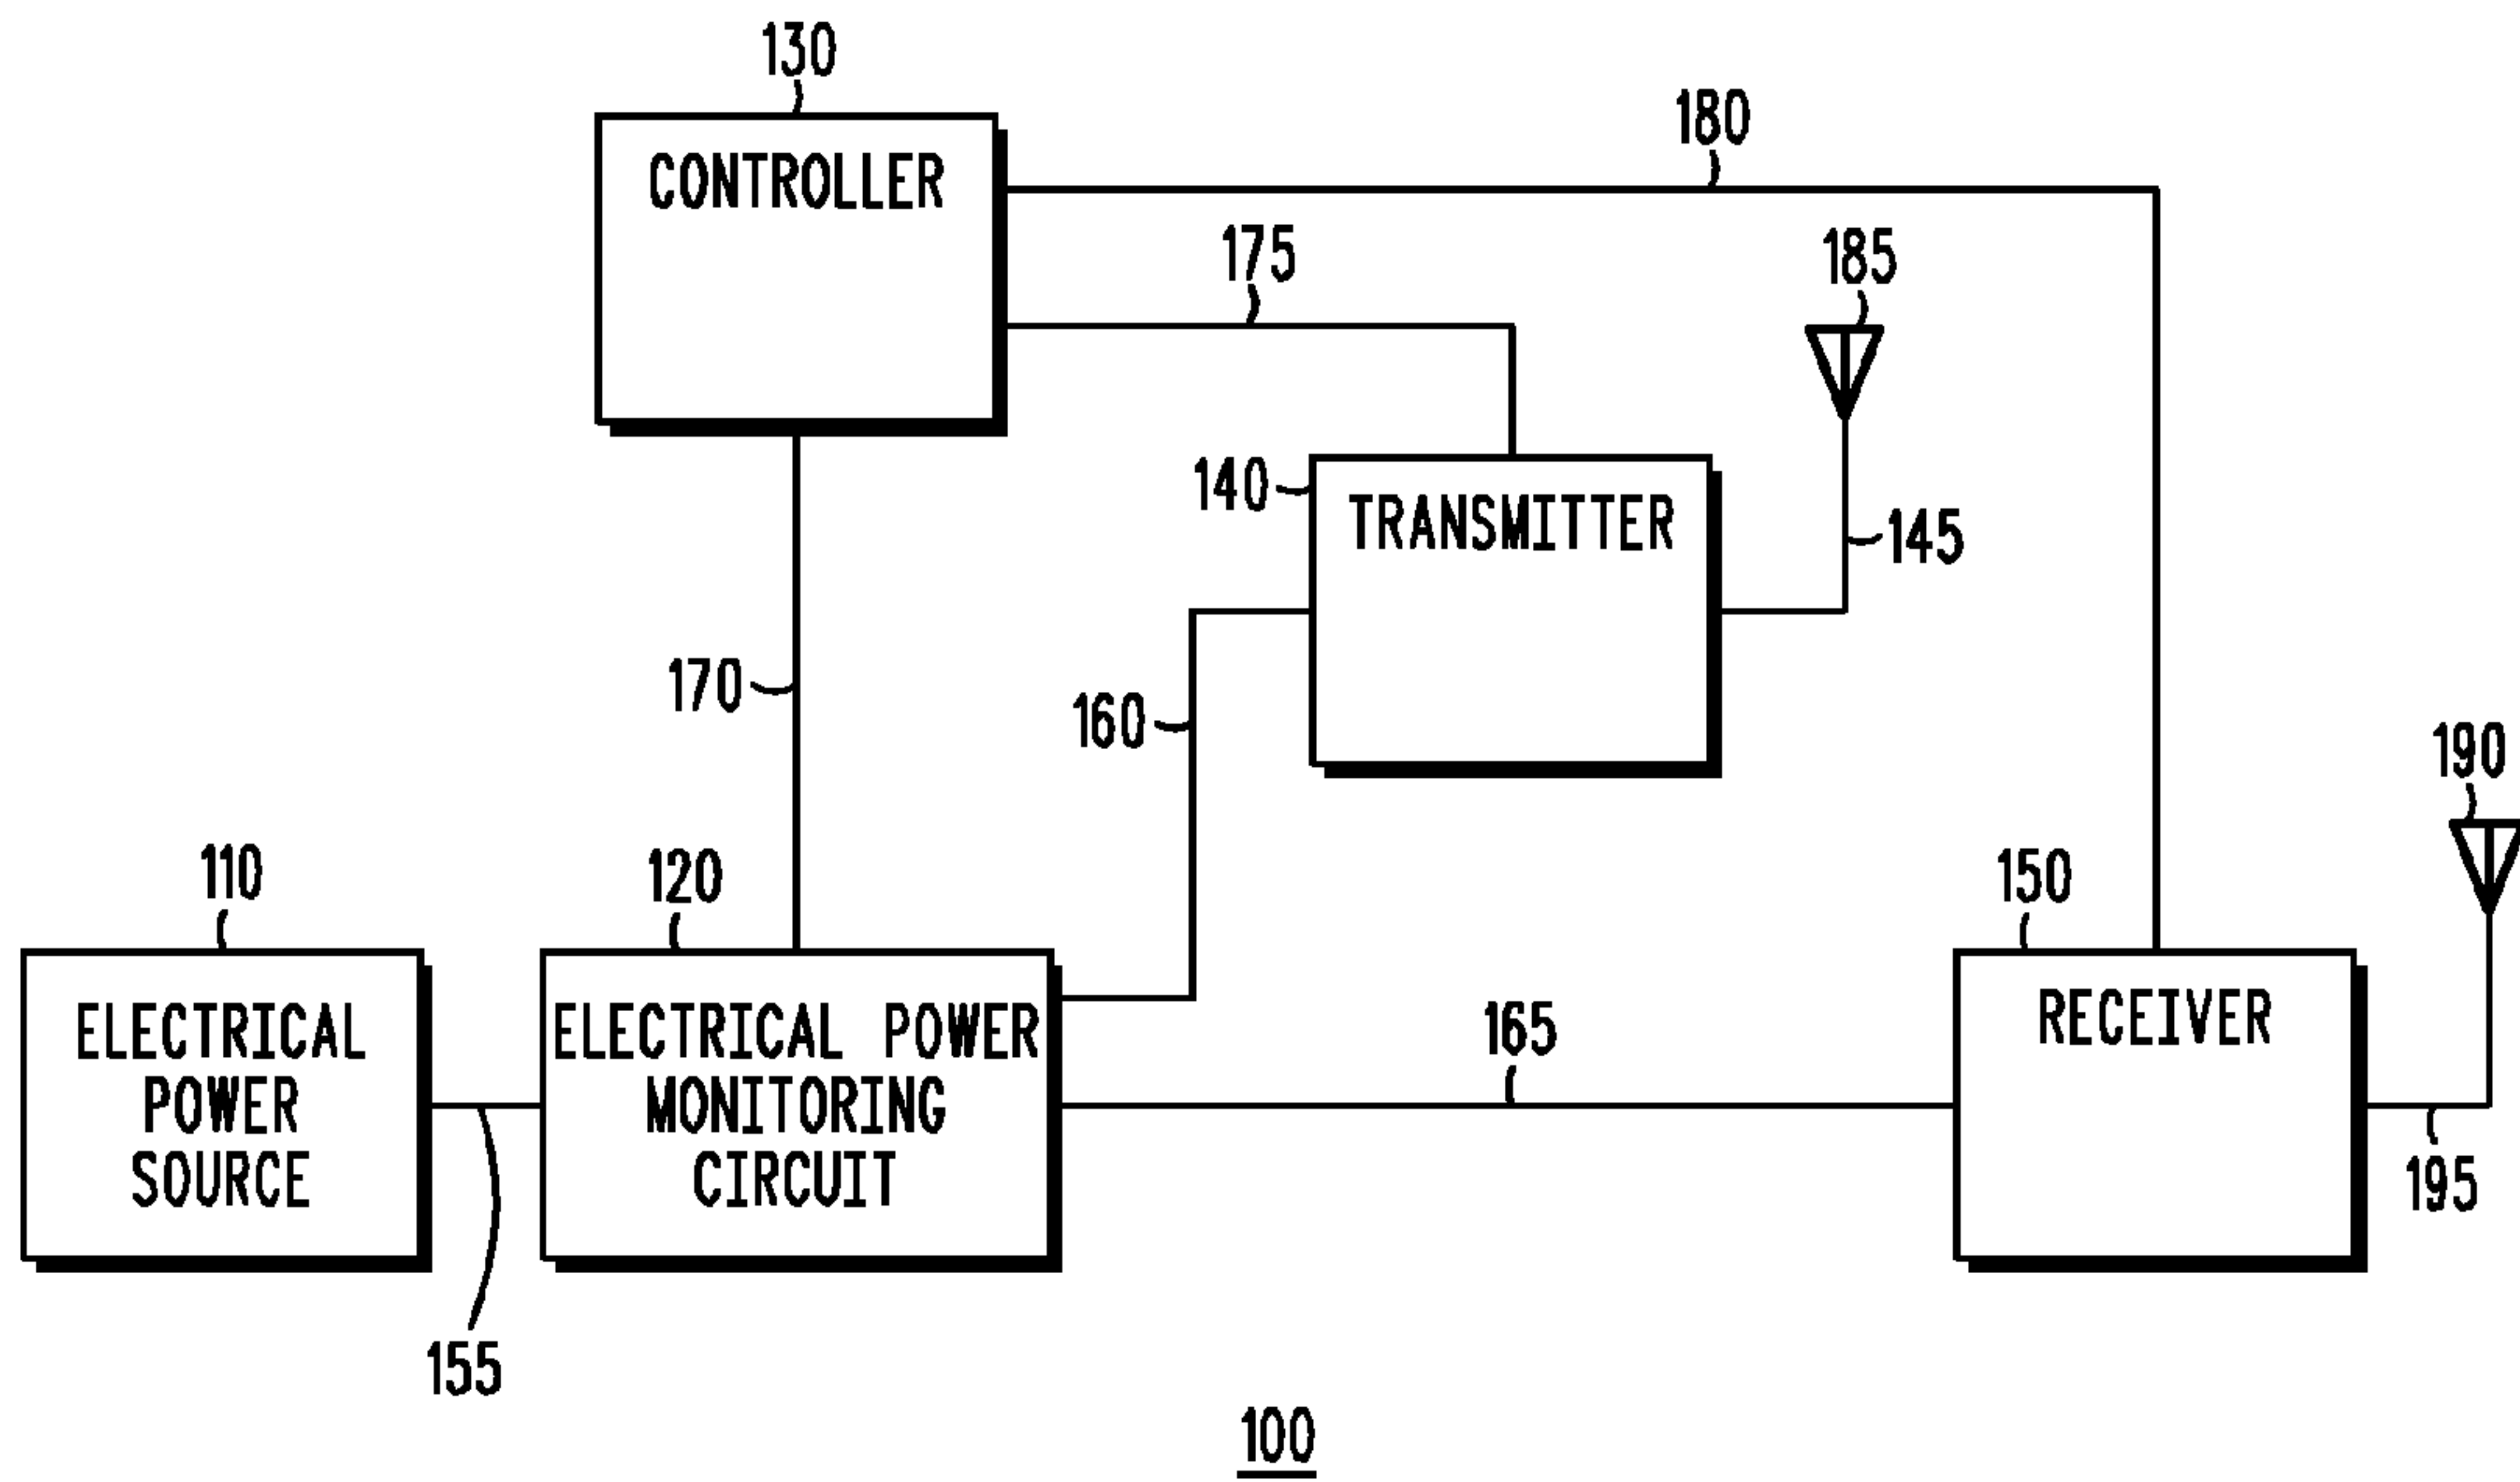 130
CONTROLLER
180
175
185
140
TRANSMITTER
145
170
160
190
110
120
150
ELECTRICAL
POWER
SOURCE
ELECTRICAL POWER
MONITORING
CIRCUIT
165
RECEIVER
195
155
100